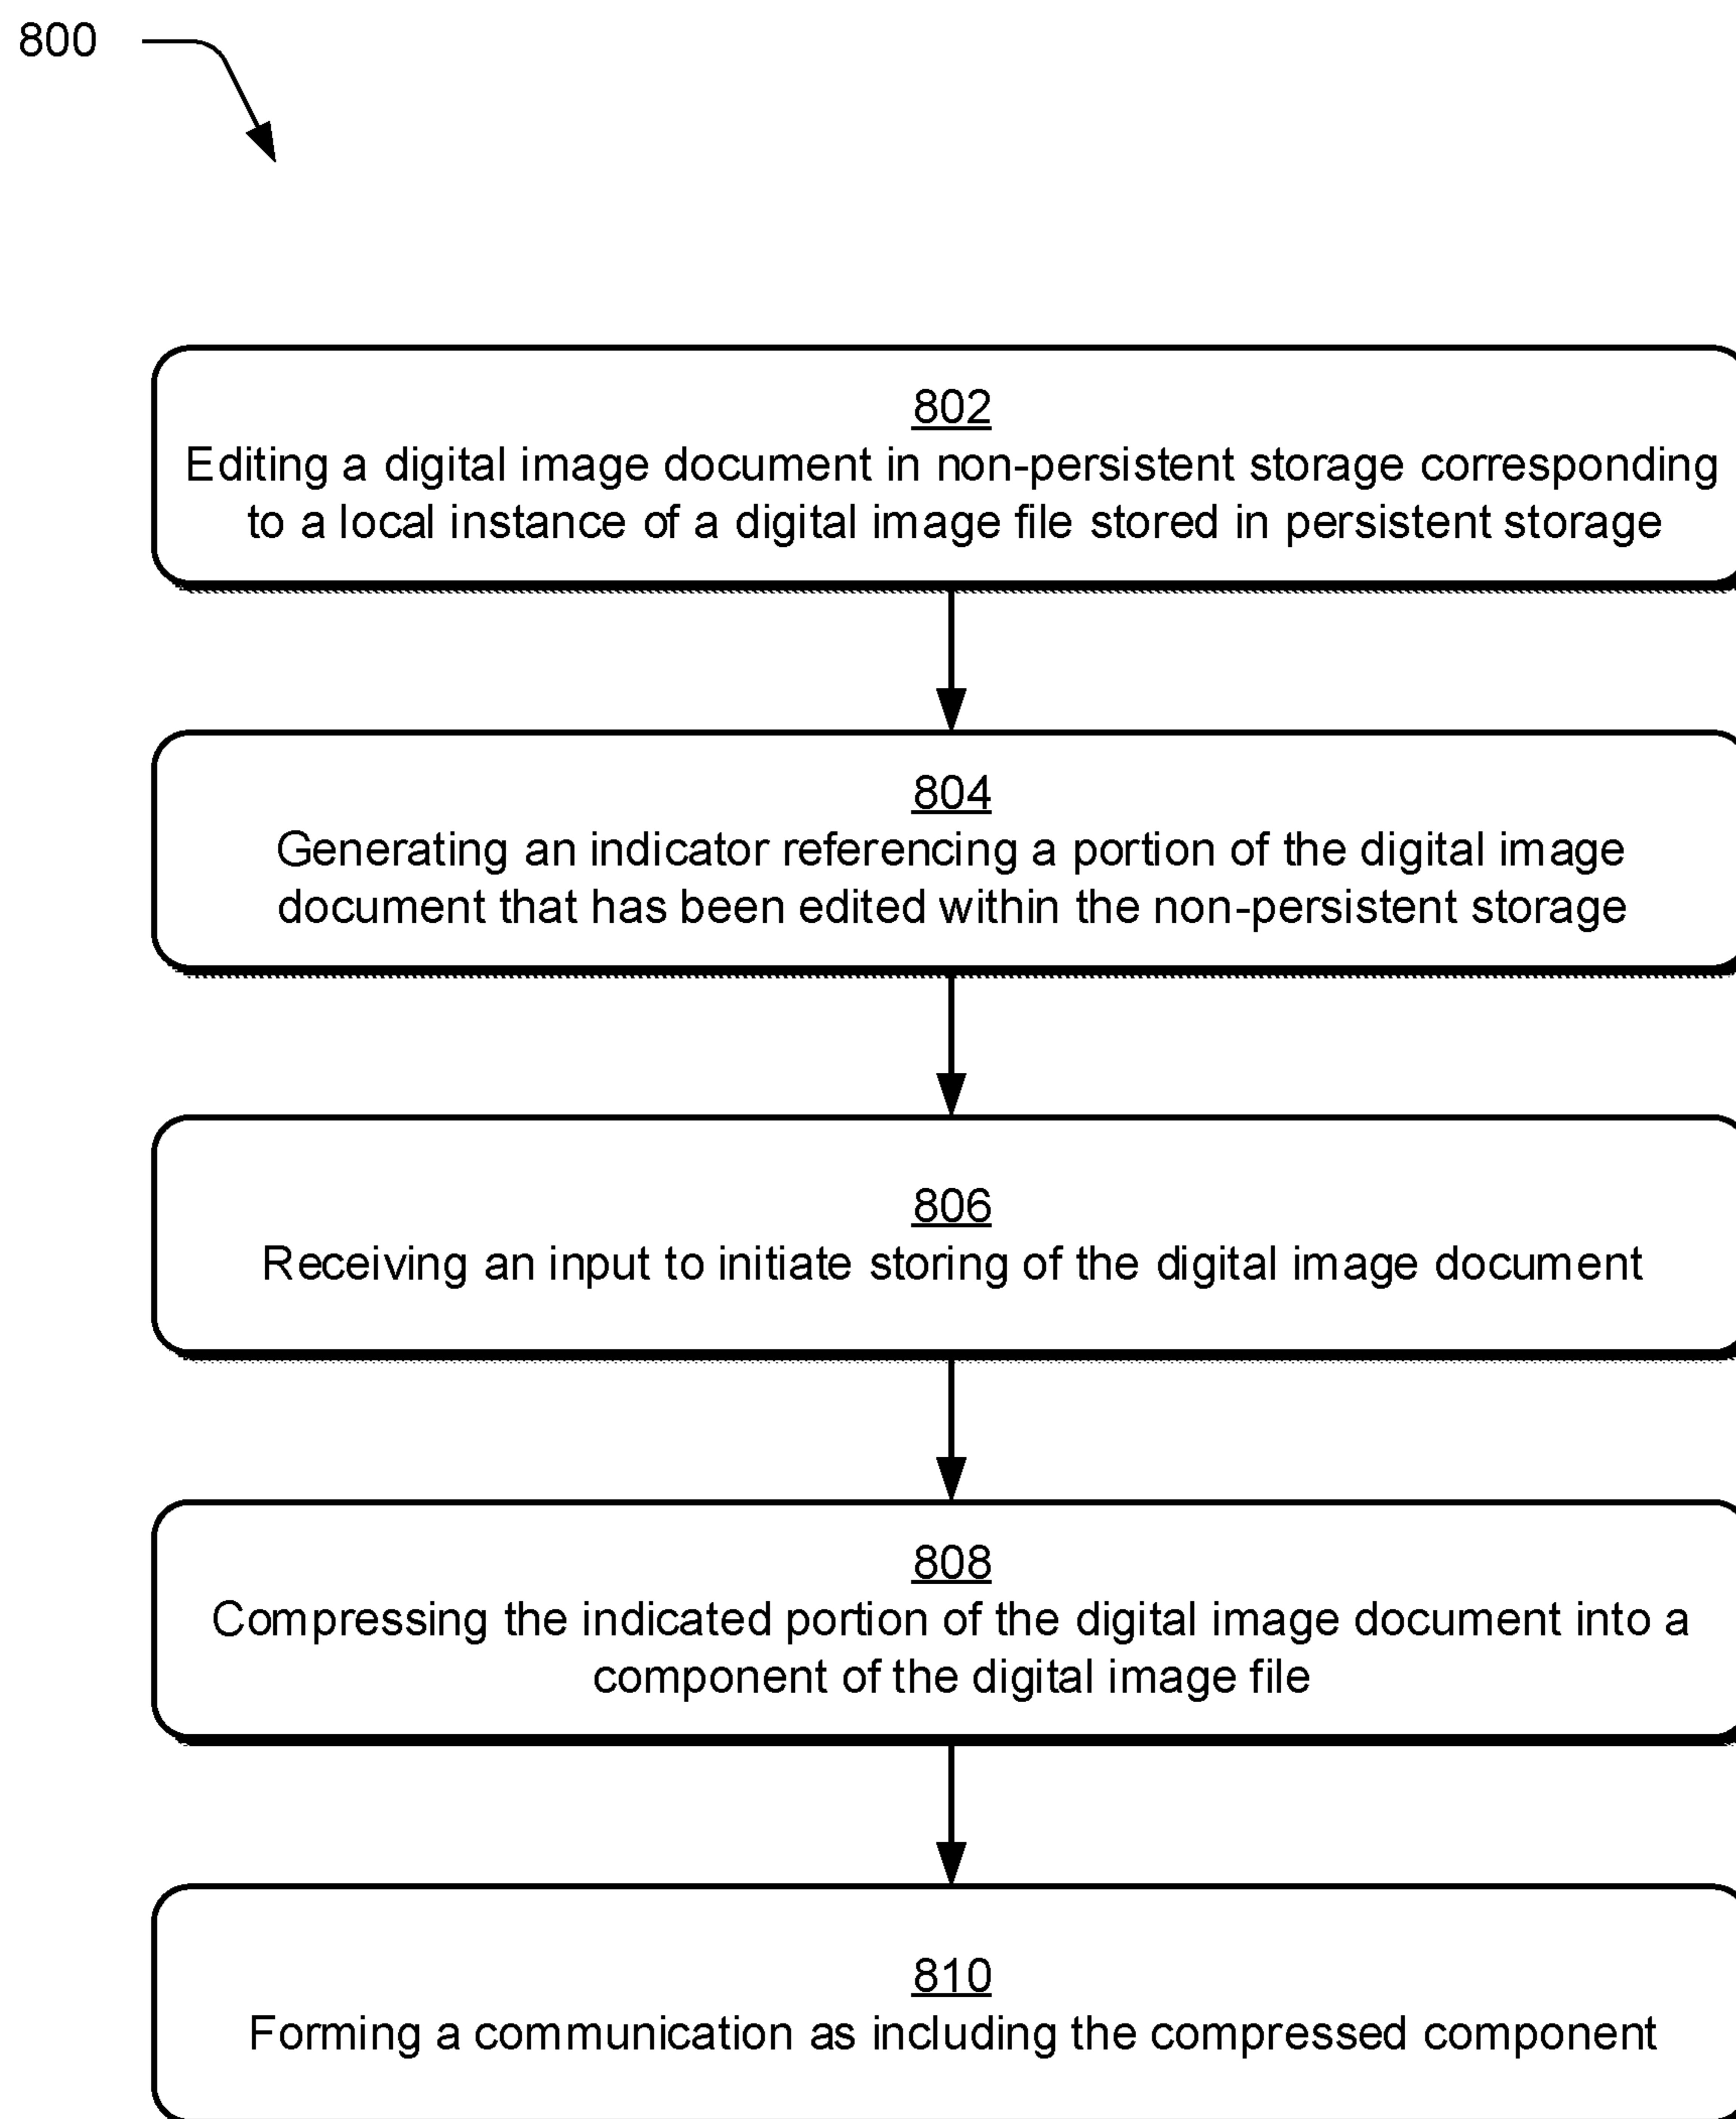 800
802
Editing a digital image document in non-persistent storage corresponding
to a local instance of a digital image file stored in persistent storage
804
Generating an indicator referencing a portion of the digital image
document that has been edited within the non-persistent storage
806
Receiving an input to initiate storing of the digital image document
808
Compressing the indicated portion of the digital image document into a
component of the digital image file
810
Forming a communication as including the compressed component